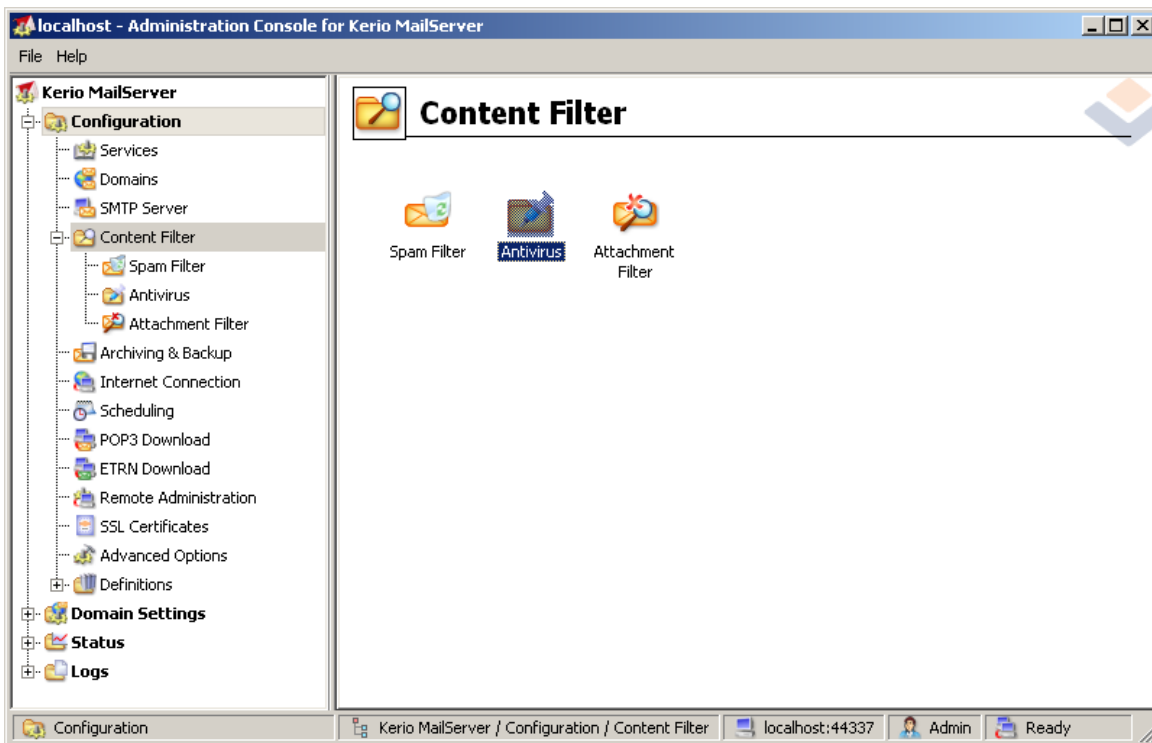 localhost - Administration Console for Kerio MailServer
File Help
Kerio MailServer
Configuration
Services
Domains
SMTP Server
Content Filter
Spam Filter
Antivirus
Attachment Filter
Archiving & Backup
Internet Connection
Scheduling
POP3 Download
ETRN Download
Remote Administration
SSL Certificates
Advanced Options
Definitions
Domain Settings
Status
Logs
Content Filter
Spam Filter
Antivirus
Attachment
Filter
Configuration
Kerio MailServer / Configuration / Content Filter
localhost:44337
Admin
Ready